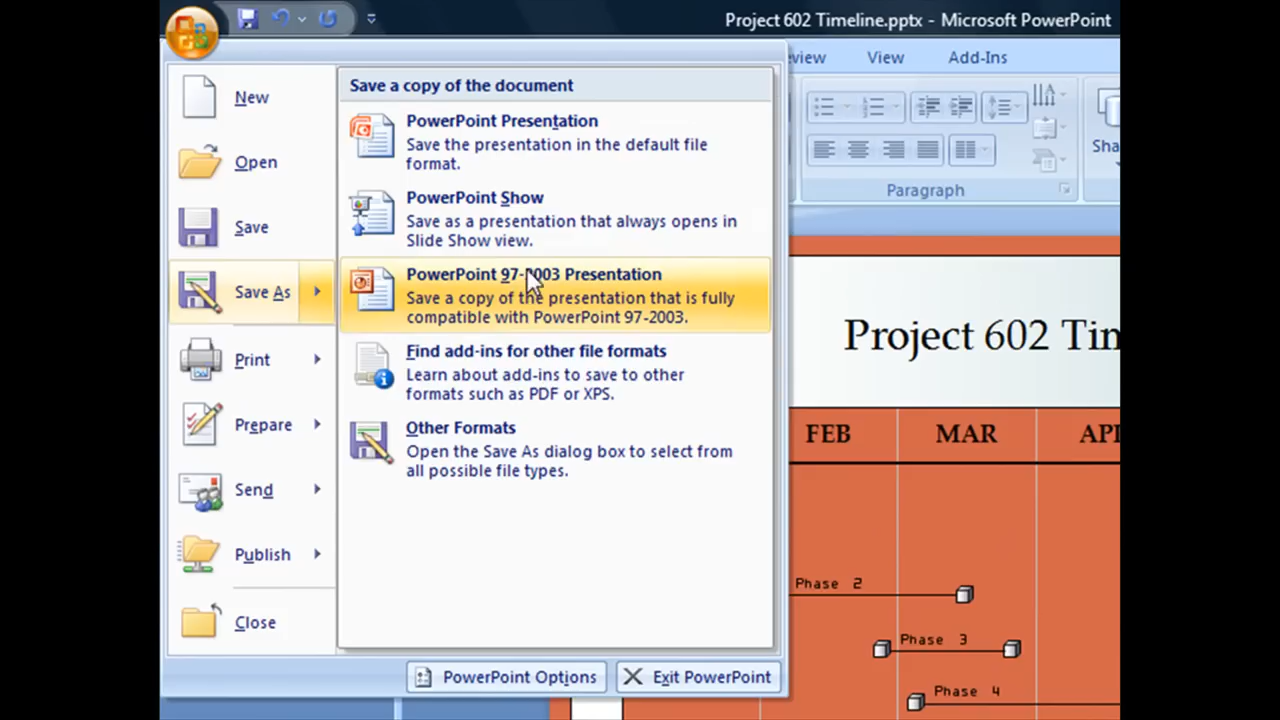 Project 602 Timeline.pptx - Microsoft PowerPoint
View
Add-Ins
New
Open
Save
Save As
Print
Prepare
Send
Publish
Close
Save a copy of the document
PowerPoint Presentation
Save the presentation in the default file
format.
PowerPoint Show
Save as a presentation that always opens in
Slide Show view.
PowerPoint 97-2003 Presentation
Save a copy of the presentation that is fully
compatible with PowerPoint 97-2003.
Find add-ins for other file formats
Learn about add-ins to save to other
formats such as PDF or XPS.
Other Formats
Open the Save As dialog box to select from
all possible file types.
PowerPoint Options
Exit PowerPoint
Paragraph
Project 602
FEB
MAR
Phase 2
Phase 3
Phase 4